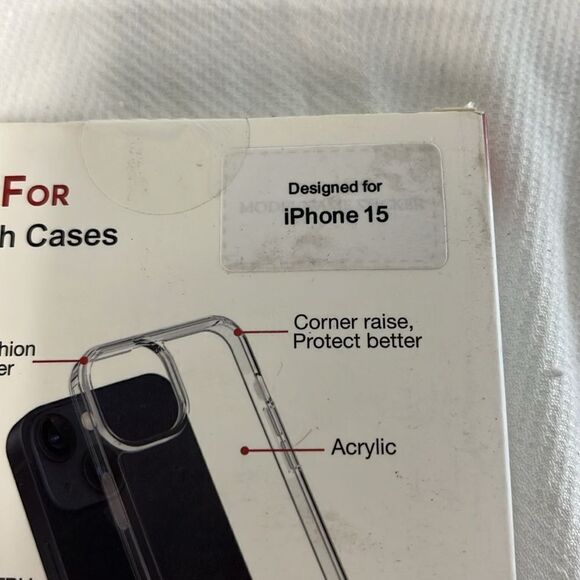 For
h Cases
Designed for
iPhone 15
hion
er
Corner raise,
Protect better
Acrylic